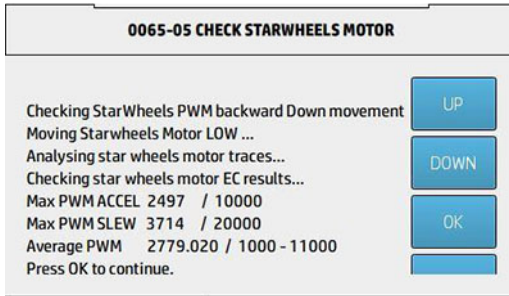 0065-05 CHECK STARWHEELS MOTOR
Checking StarWheels PWM backward Down movement
Moving Starwheels Motor LOW ...
Analysing star wheels motor traces...
Checking star wheels motor EC results...
Max PWM ACCEL 2497 / 10000
Max PWM SLEW 3714 / 20000
Average PWM 2779.020 / 1000 - 11000
Press OK to continue.
UP
DOWN
OK